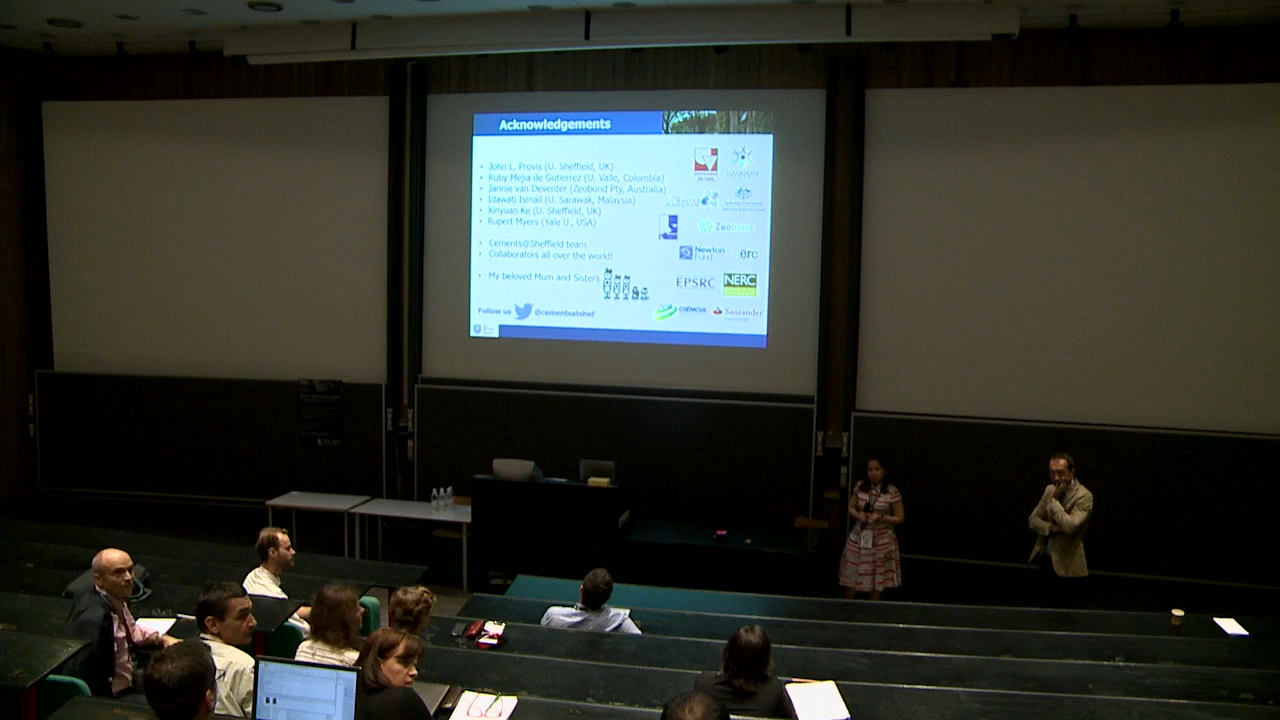 Acknowledgements
• John L. Provis (U. Sheffield, UK)
• Ruby Mejia de Gutierrez (U. Valle, Colombia)
• Jannie van Deventer (Zeobond Pty, Australia)
• Idawati Ismail (U. Sarawak, Malaysia)
• Xinyuan Ke (U. Sheffield, UK)
• Rupert Myers (Yale U., USA)
• Cements@Sheffield team
• Collaborators all over the world!
• My beloved Mum and Sisters
Follow us @cementsatshef
Zeobond
Newton Fund
erc
EPSRC
NERC
CIÊNCIA
Santander